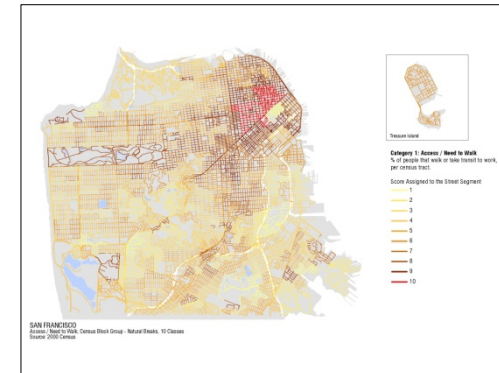 Treasure Island
Category 1: Access / Need to Walk
% of people that walk or take transit to work,
per census tract.
Score Assigned to the Street Segment
1
2
3
4
5
6
7
8
9
10
SAN FRANCISCO
Access / Need to Walk, Census Block Group - Natural Breaks, 10 Classes
Source: 2000 Census